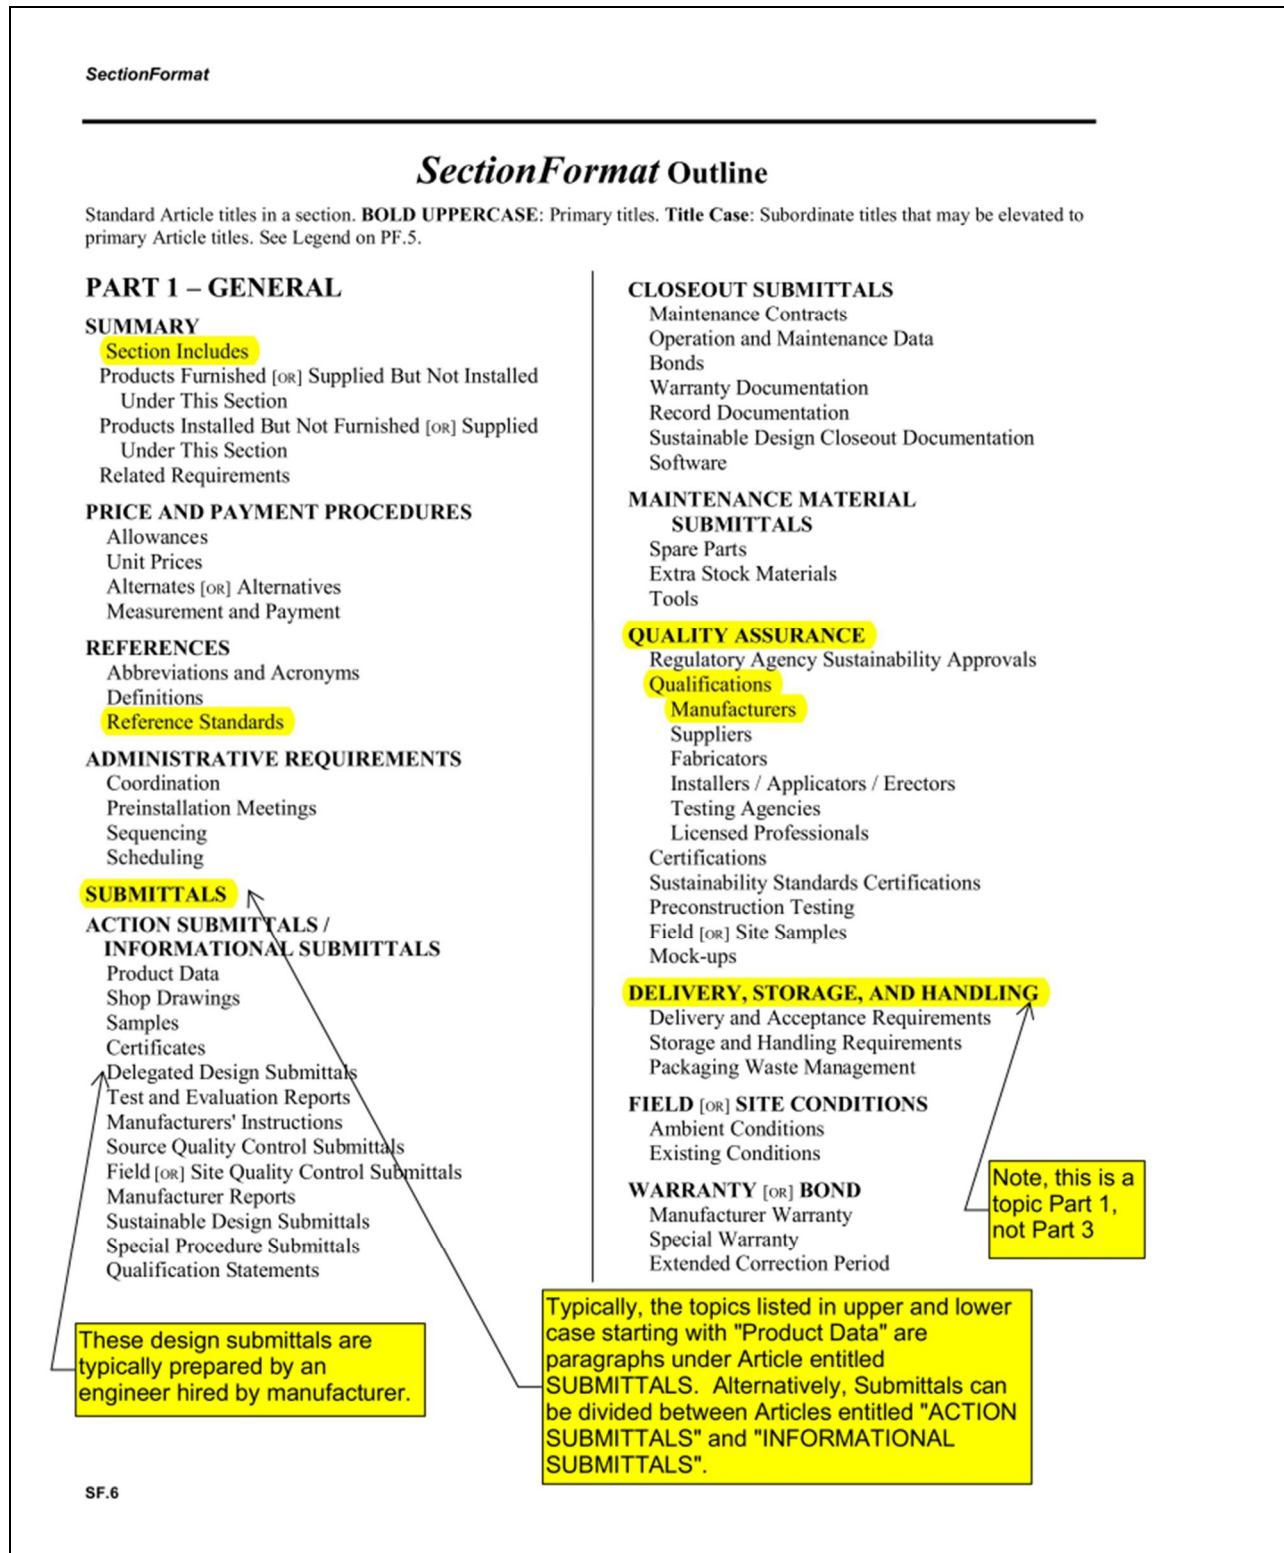 SectionFormat
SectionFormat Outline
Standard Article titles in a section. BOLD UPPERCASE: Primary titles. Title Case: Subordinate titles that may be elevated to
primary Article titles. See Legend on PF.5.
PART 1 – GENERAL
SUMMARY
Section Includes
Products Furnished [OR] Supplied But Not Installed
Under This Section
Products Installed But Not Furnished [OR] Supplied
Under This Section
Related Requirements
PRICE AND PAYMENT PROCEDURES
Allowances
Unit Prices
Alternates [OR] Alternatives
Measurement and Payment
REFERENCES
Abbreviations and Acronyms
Definitions
Reference Standards
ADMINISTRATIVE REQUIREMENTS
Coordination
Preinstallation Meetings
Sequencing
Scheduling
SUBMITTALS
ACTION SUBMITTALS /
INFORMATIONAL SUBMITTALS
Product Data
Shop Drawings
Samples
Certificates
Delegated Design Submittals
Test and Evaluation Reports
Manufacturers' Instructions
Source Quality Control Submittals
Field [OR] Site Quality Control Submittals
Manufacturer Reports
Sustainable Design Submittals
Special Procedure Submittals
Qualification Statements
These design submittals are
typically prepared by an
engineer hired by manufacturer.
CLOSEOUT SUBMITTALS
Maintenance Contracts
Operation and Maintenance Data
Bonds
Warranty Documentation
Record Documentation
Sustainable Design Closeout Documentation
Software
MAINTENANCE MATERIAL
SUBMITTALS
Spare Parts
Extra Stock Materials
Tools
QUALITY ASSURANCE
Regulatory Agency Sustainability Approvals
Qualifications
Manufacturers
Suppliers
Fabricators
Installers / Applicators / Erectors
Testing Agencies
Licensed Professionals
Certifications
Sustainability Standards Certifications
Preconstruction Testing
Field [OR] Site Samples
Mock-ups
DELIVERY, STORAGE, AND HANDLING
Delivery and Acceptance Requirements
Storage and Handling Requirements
Packaging Waste Management
FIELD [OR] SITE CONDITIONS
Ambient Conditions
Existing Conditions
WARRANTY [OR] BOND
Manufacturer Warranty
Special Warranty
Extended Correction Period
Note, this is a
topic Part 1,
not Part 3
Typically, the topics listed in upper and lower
case starting with "Product Data" are
paragraphs under Article entitled
SUBMITTALS.  Alternatively, Submittals can
be divided between Articles entitled "ACTION
SUBMITTALS" and "INFORMATIONAL
SUBMITTALS".
SF.6